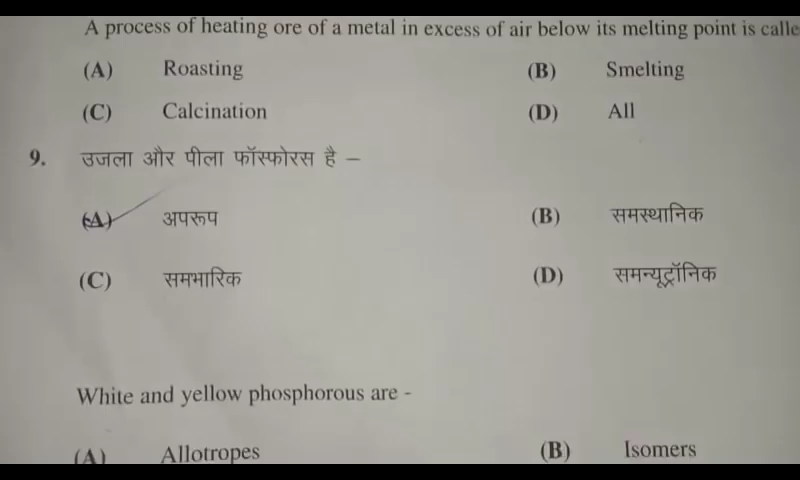 A process of heating ore of a metal in excess of air below its melting point is calle
(A) Roasting (B) Smelting
(C) Calcination (D) All
9. उजला और पीला फॉस्फोरस है –
(A) अपरूप (B) समस्थानिक
(C) समभारिक (D) समन्यूट्रॉनिक
White and yellow phosphorous are -
(A) Allotropes (B) Isomers